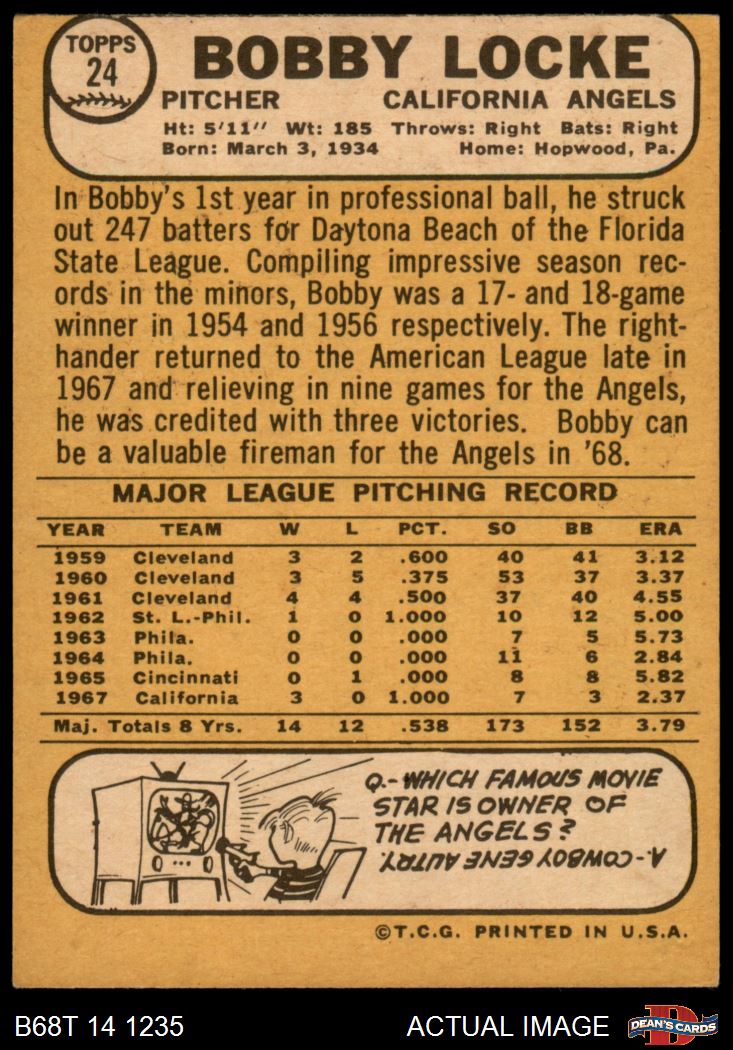 TOPPS
24
BOBBY LOCKE
PITCHER CALIFORNIA ANGELS
Ht: 5'11" Wt: 185 Throws: Right Bats: Right
Born: March 3, 1934 Home: Hopwood, Pa.
In Bobby's 1st year in professional ball, he struck
out 247 batters for Daytona Beach of the Florida
State League. Compiling impressive season rec-
ords in the minors, Bobby was a 17- and 18-game
winner in 1954 and 1956 respectively. The right-
hander returned to the American League late in
1967 and relieving in nine games for the Angels,
he was credited with three victories. Bobby can
be a valuable fireman for the Angels in '68.
MAJOR LEAGUE PITCHING RECORD
YEAR TEAM W L PCT. SO BB ERA
1959 Cleveland 3 2 .600 40 41 3.12
1960 Cleveland 3 5 .375 53 37 3.37
1961 Cleveland 4 4 .500 37 40 4.55
1962 St. L.-Phil. 1 0 1.000 10 12 5.00
1963 Phila. 0 0 .000 7 5 5.73
1964 Phila. 0 0 .000 11 6 2.84
1965 Cincinnati 0 1 .000 8 8 5.82
1967 California 3 0 1.000 7 3 2.37
Maj. Totals 8 Yrs. 14 12 .538 173 152 3.79
Q.- WHICH FAMOUS MOVIE
STAR IS OWNER OF
THE ANGELS?
A- COWBOY GENE AUTRY.
©T.C.G. PRINTED IN U.S.A.
B68T 14 1235 ACTUAL IMAGE
D
DEAN'S CARDS